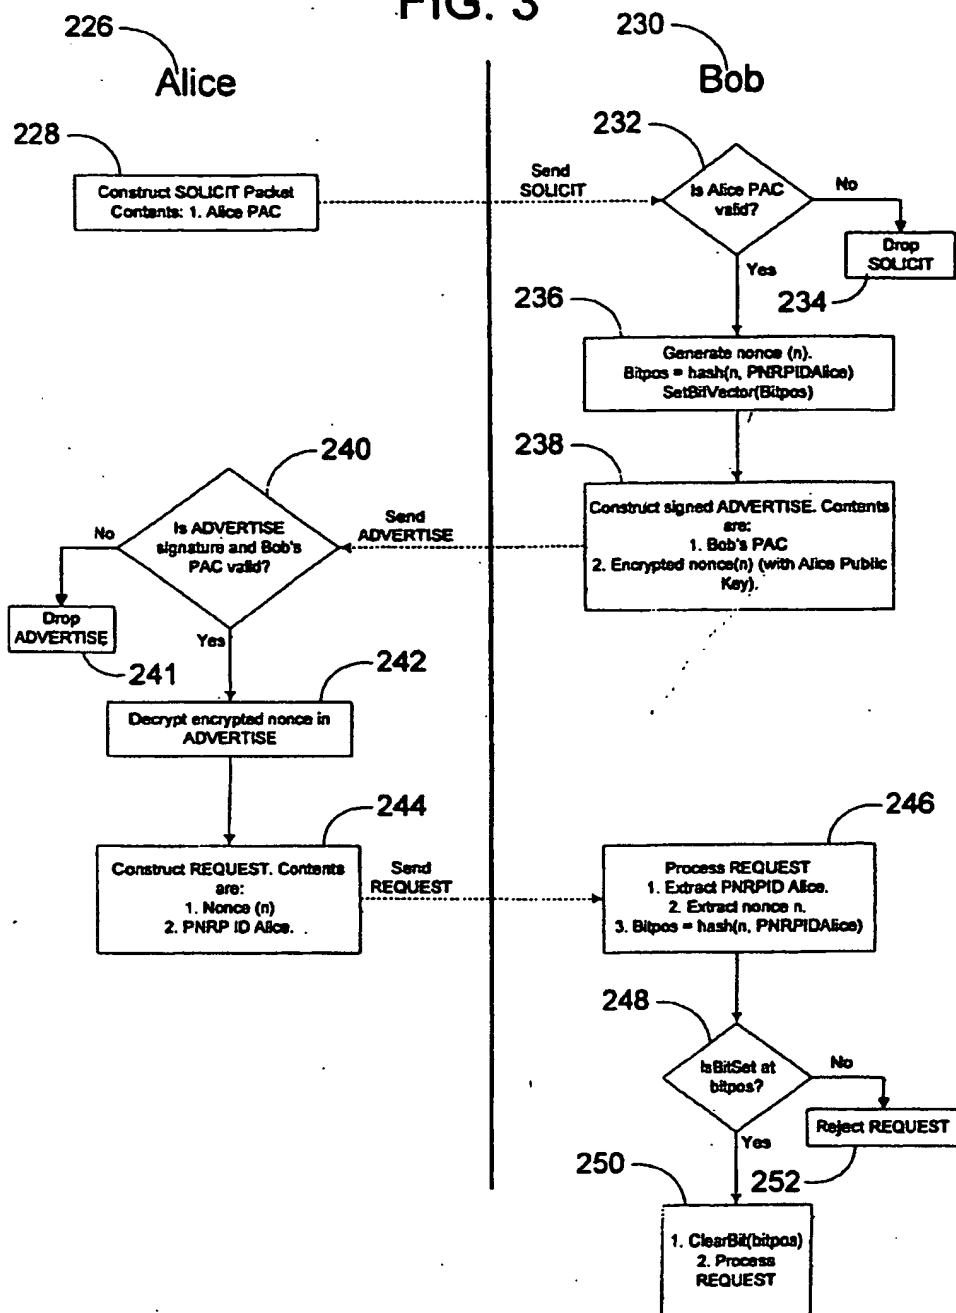 FIG. 3
226
Alice
230
Bob
228
Construct SOLICIT Packet
Contents: 1. Alice PAC
Send
SOLICIT
232
Is Alice PAC
valid?
No
Drop
SOLICIT
234
Yes
236
Generate nonce (n).
Bitpos = hash(n, PNRPIDAlice)
SetBitVector(Bitpos)
238
Construct signed ADVERTISE. Contents
are:
1. Bob's PAC
2. Encrypted nonce(n) (with Alice Public
Key).
Send
ADVERTISE
240
Is ADVERTISE
signature and Bob's
PAC valid?
No
Drop
ADVERTISE
241
Yes
242
Decrypt encrypted nonce in
ADVERTISE
244
Construct REQUEST. Contents
are:
1. Nonce (n)
2. PNRP ID Alice.
Send
REQUEST
246
Process REQUEST
1. Extract PNRPID Alice.
2. Extract nonce n.
3. Bitpos = hash(n, PNRPIDAlice)
248
IsBitSet at
bitpos?
No
Reject REQUEST
252
Yes
250
1. ClearBit(bitpos)
2. Process
REQUEST